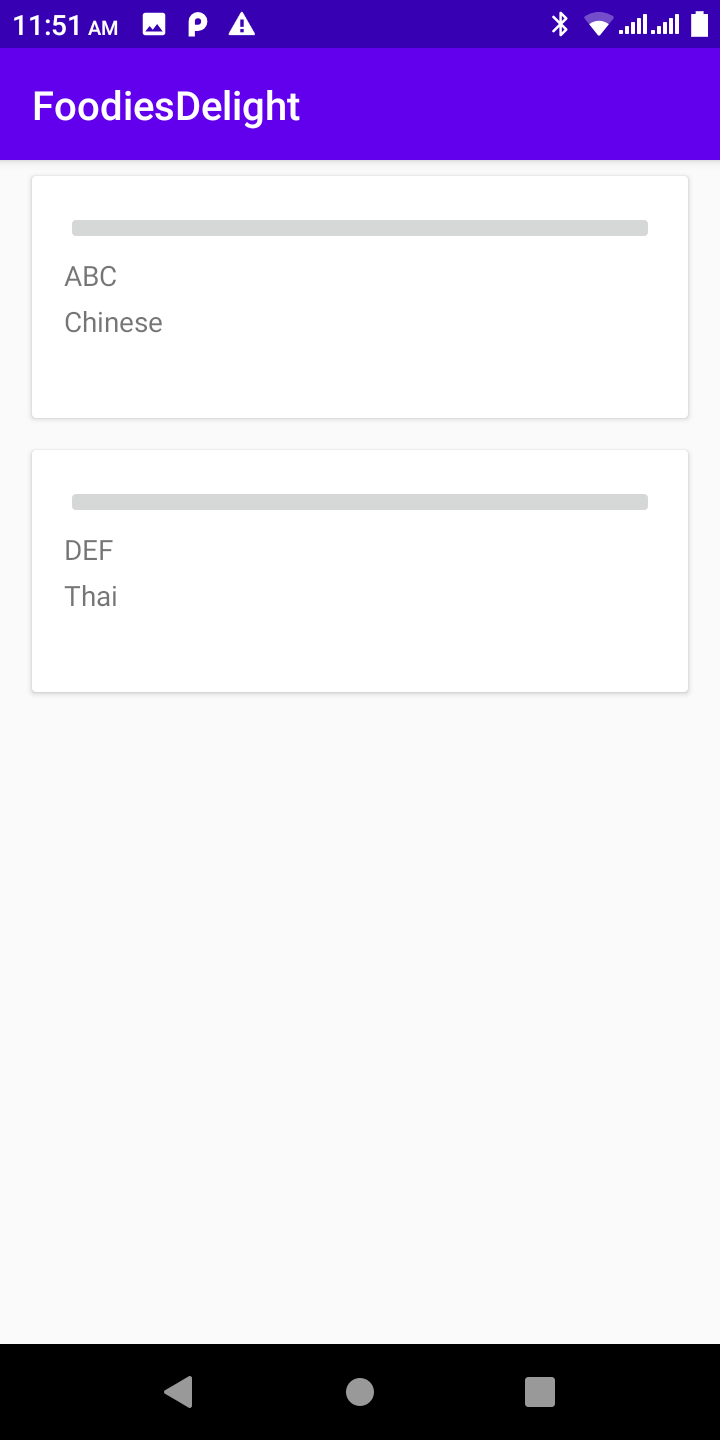 11:51 AM
FoodiesDelight
ABC
Chinese
DEF
Thai